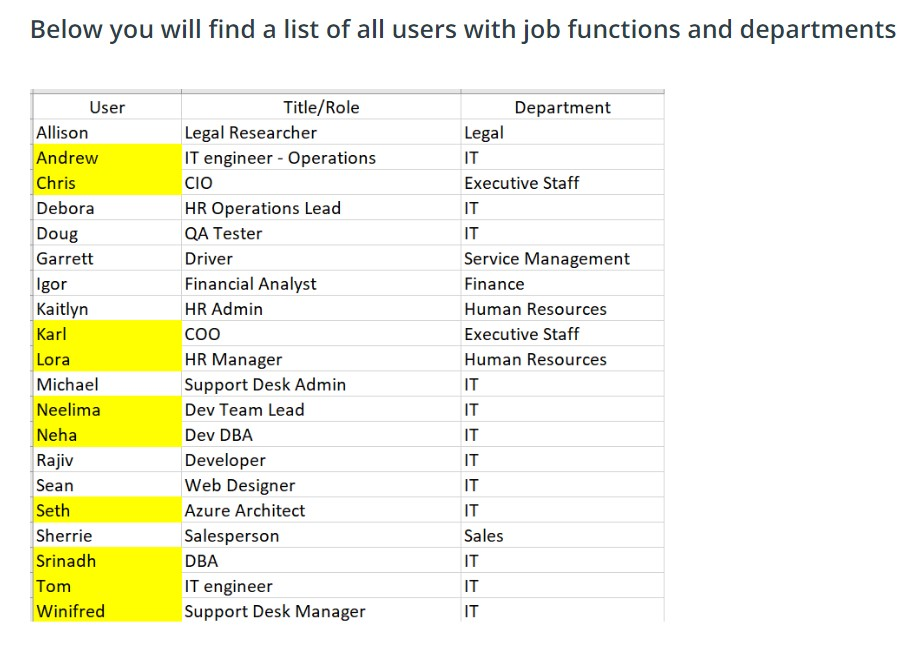 Below you will find a list of all users with job functions and departments
User Title/Role Department
Allison Legal Researcher Legal
Andrew IT engineer - Operations IT
Chris CIO Executive Staff
Debora HR Operations Lead IT
Doug QA Tester IT
Garrett Driver Service Management
Igor Financial Analyst Finance
Kaitlyn HR Admin Human Resources
Karl COO Executive Staff
Lora HR Manager Human Resources
Michael Support Desk Admin IT
Neelima Dev Team Lead IT
Neha Dev DBA IT
Rajiv Developer IT
Sean Web Designer IT
Seth Azure Architect IT
Sherrie Salesperson Sales
Srinadh DBA IT
Tom IT engineer IT
Winifred Support Desk Manager IT